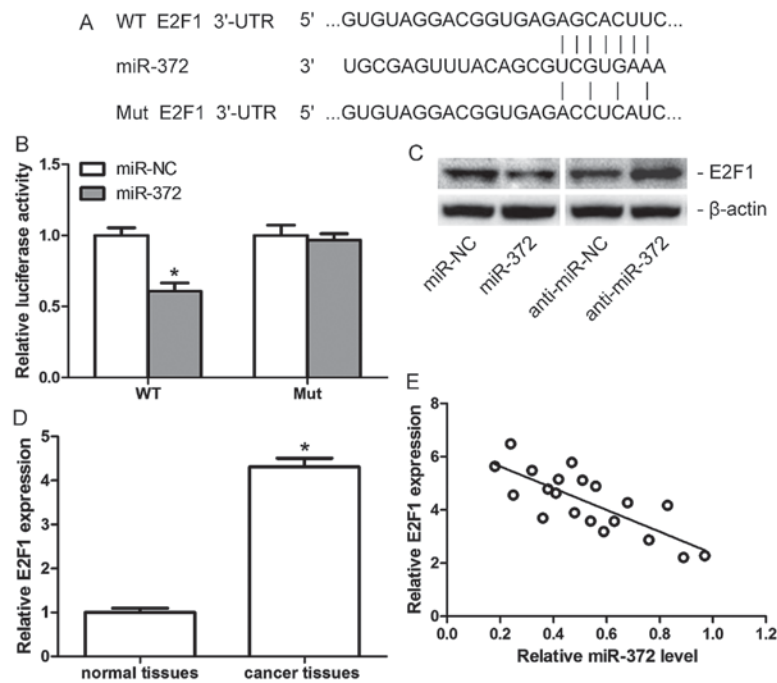 A
WT E2F1 3'-UTR 5' ...GUGUAGGACGGUGAGAGCACUUC...
miR-372 3' UGCGAGUUUACAGCGUCGUGAAA
Mut E2F1 3'-UTR 5' ...GUGUAGGACGGUGAGACCUCAUC...
B
miR-NC
miR-372
Relative luciferase activity
1.5
1.0
0.5
0.0
WT Mut
*
C
- E2F1
- β-actin
miR-NC miR-372 anti-miR-NC anti-miR-372
D
Relative E2F1 expression
5
4
3
2
1
0
*
normal tissues cancer tissues
E
Relative E2F1 expression
8
6
4
2
0
0.0 0.2 0.4 0.6 0.8 1.0 1.2
Relative miR-372 level